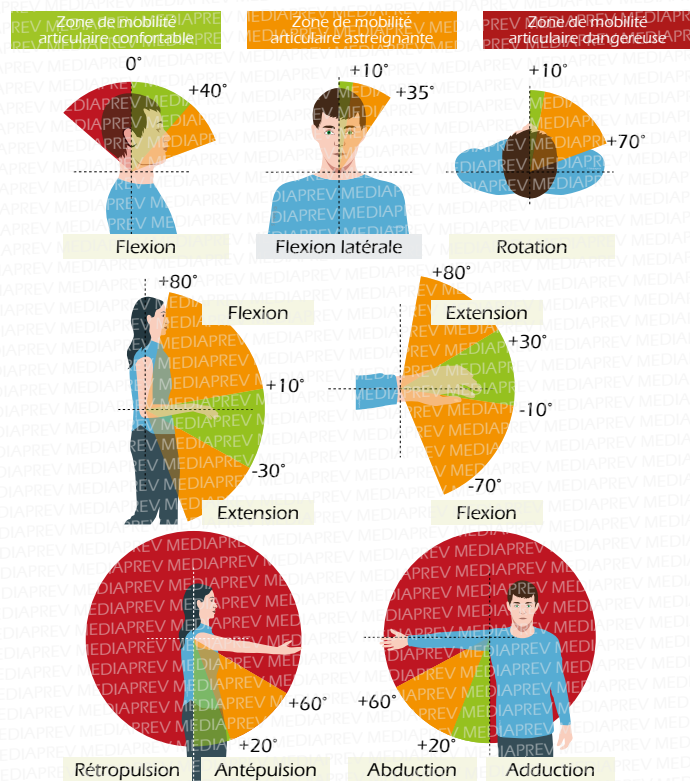 Zone de mobilité
articulaire confortable
Zone de mobilité
articulaire astreignante
Zone de mobilité
articulaire dangereuse
0°
+40°
Flexion
+10°
+35°
Flexion latérale
+10°
+70°
Rotation
+80°
Flexion
+10°
-30°
Extension
+80°
Extension
+30°
-10°
-70°
Flexion
+60°
+20°
Rétropulsion
Antépulsion
+60°
+20°
Abduction
Adduction
MEDIAPREV